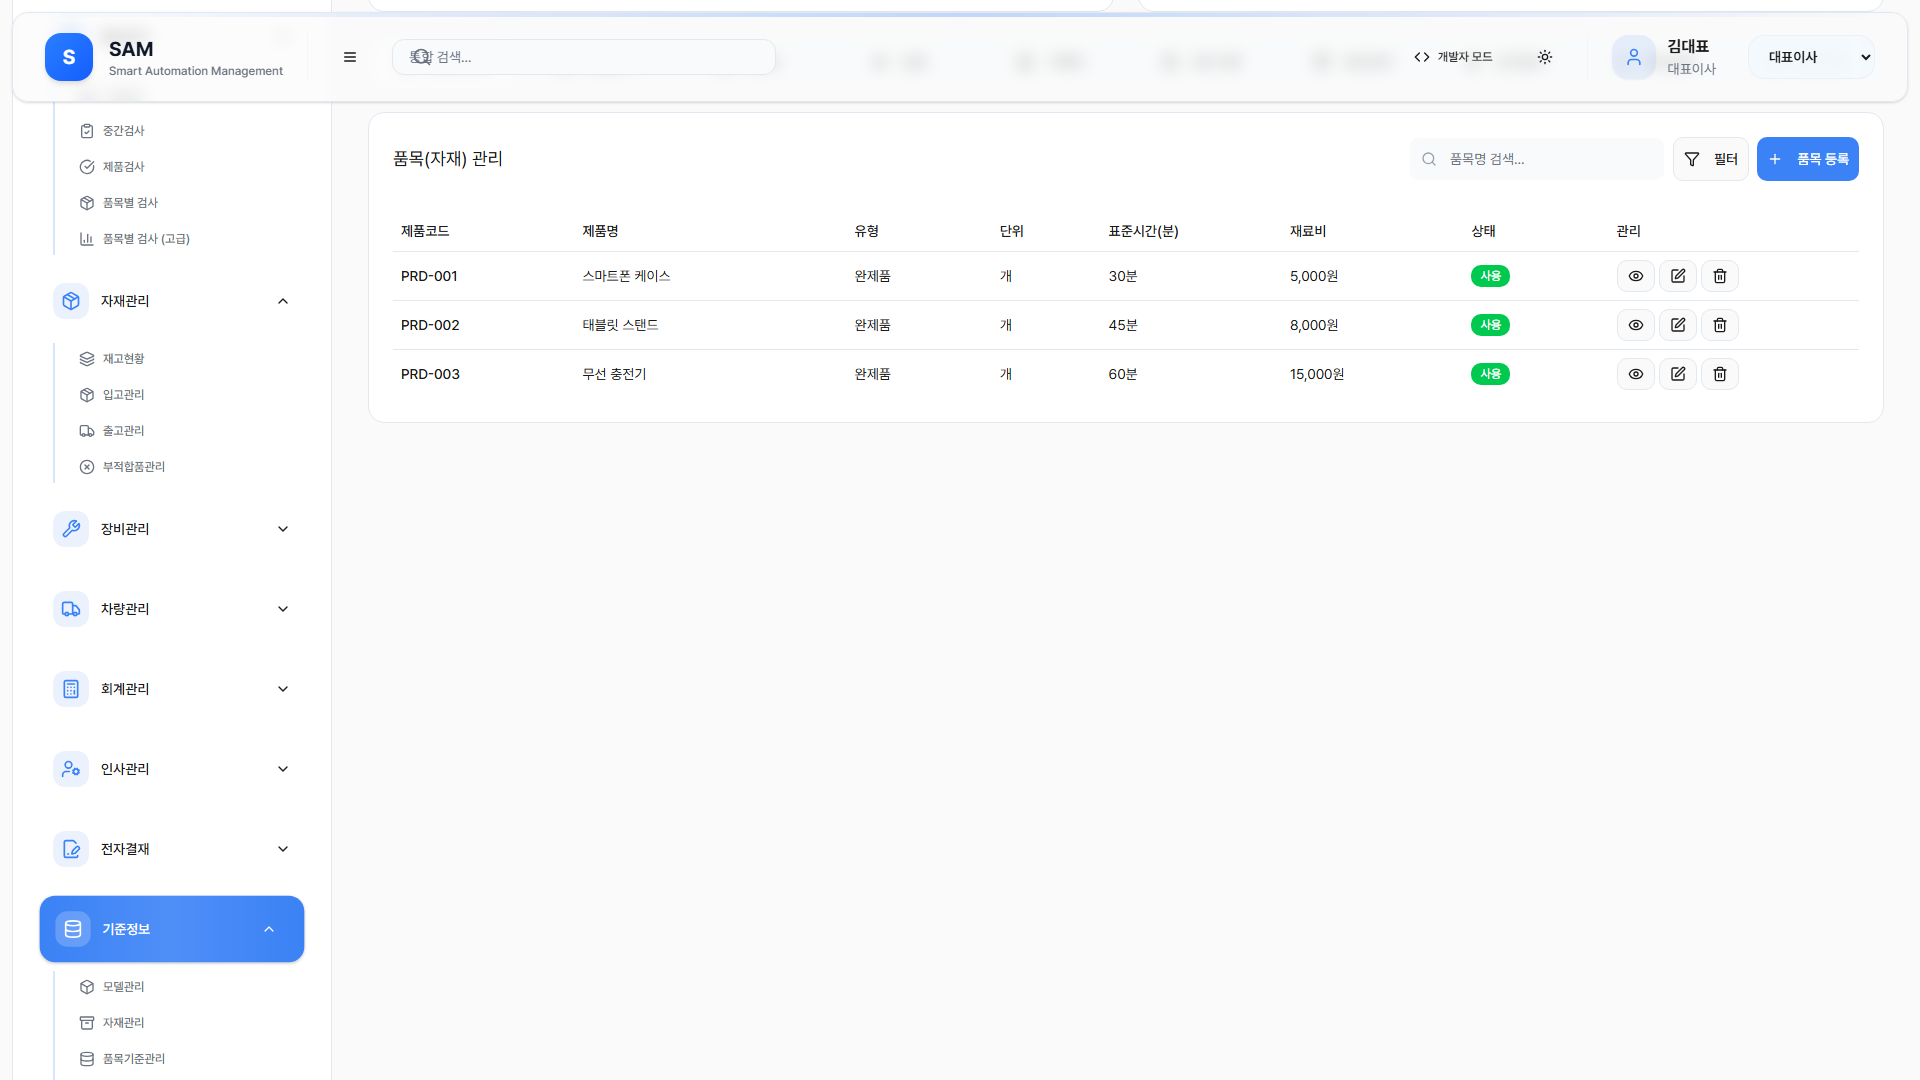 S
SAM
Smart Automation Management
통합 검색...
개발자 모드
김대표
대표이사
대표이사
중간검사
제품검사
품목별 검사
품목별 검사 (고급)
자재관리
재고현황
입고관리
출고관리
부적합품관리
장비관리
차량관리
회계관리
인사관리
전자결재
기준정보
모델관리
자재관리
품목기준관리
품목(자재) 관리
품목명 검색...
필터
품목 등록
제품코드 제품명 유형 단위 표준시간(분) 재료비 상태 관리
PRD-001 스마트폰 케이스 완제품 개 30분 5,000원 사용
PRD-002 태블릿 스탠드 완제품 개 45분 8,000원 사용
PRD-003 무선 충전기 완제품 개 60분 15,000원 사용